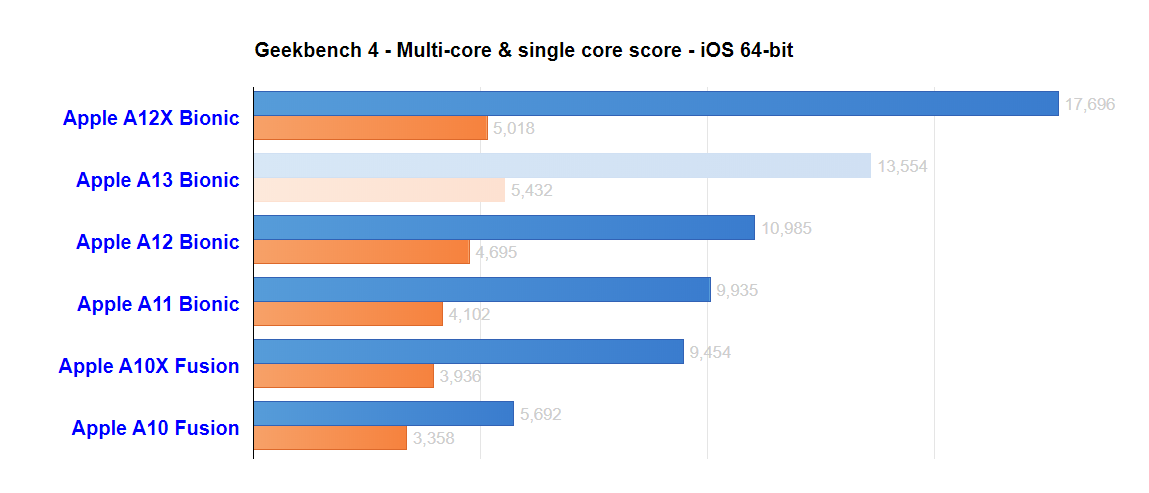 Geekbench 4 - Multi-core & single core score - iOS 64-bit
Apple A12X Bionic
17,696
5,018
Apple A13 Bionic
13,554
5,432
Apple A12 Bionic
10,985
4,695
Apple A11 Bionic
9,935
4,102
Apple A10X Fusion
9,454
3,936
Apple A10 Fusion
5,692
3,358